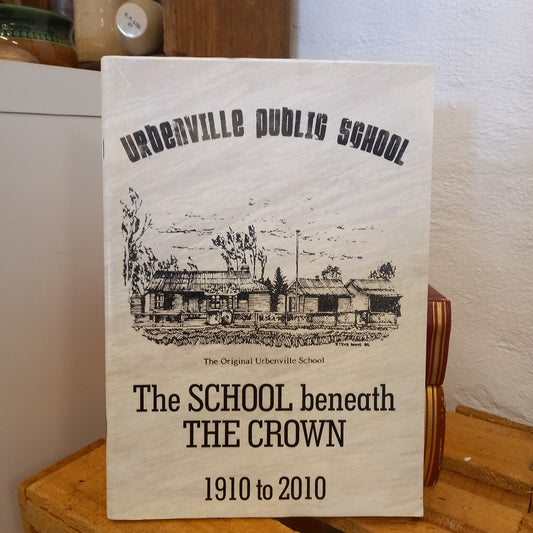 URBENVILLE PUBLIC SCHOOL
The Original Urbenville School
The SCHOOL beneath
THE CROWN
1910 to 2010